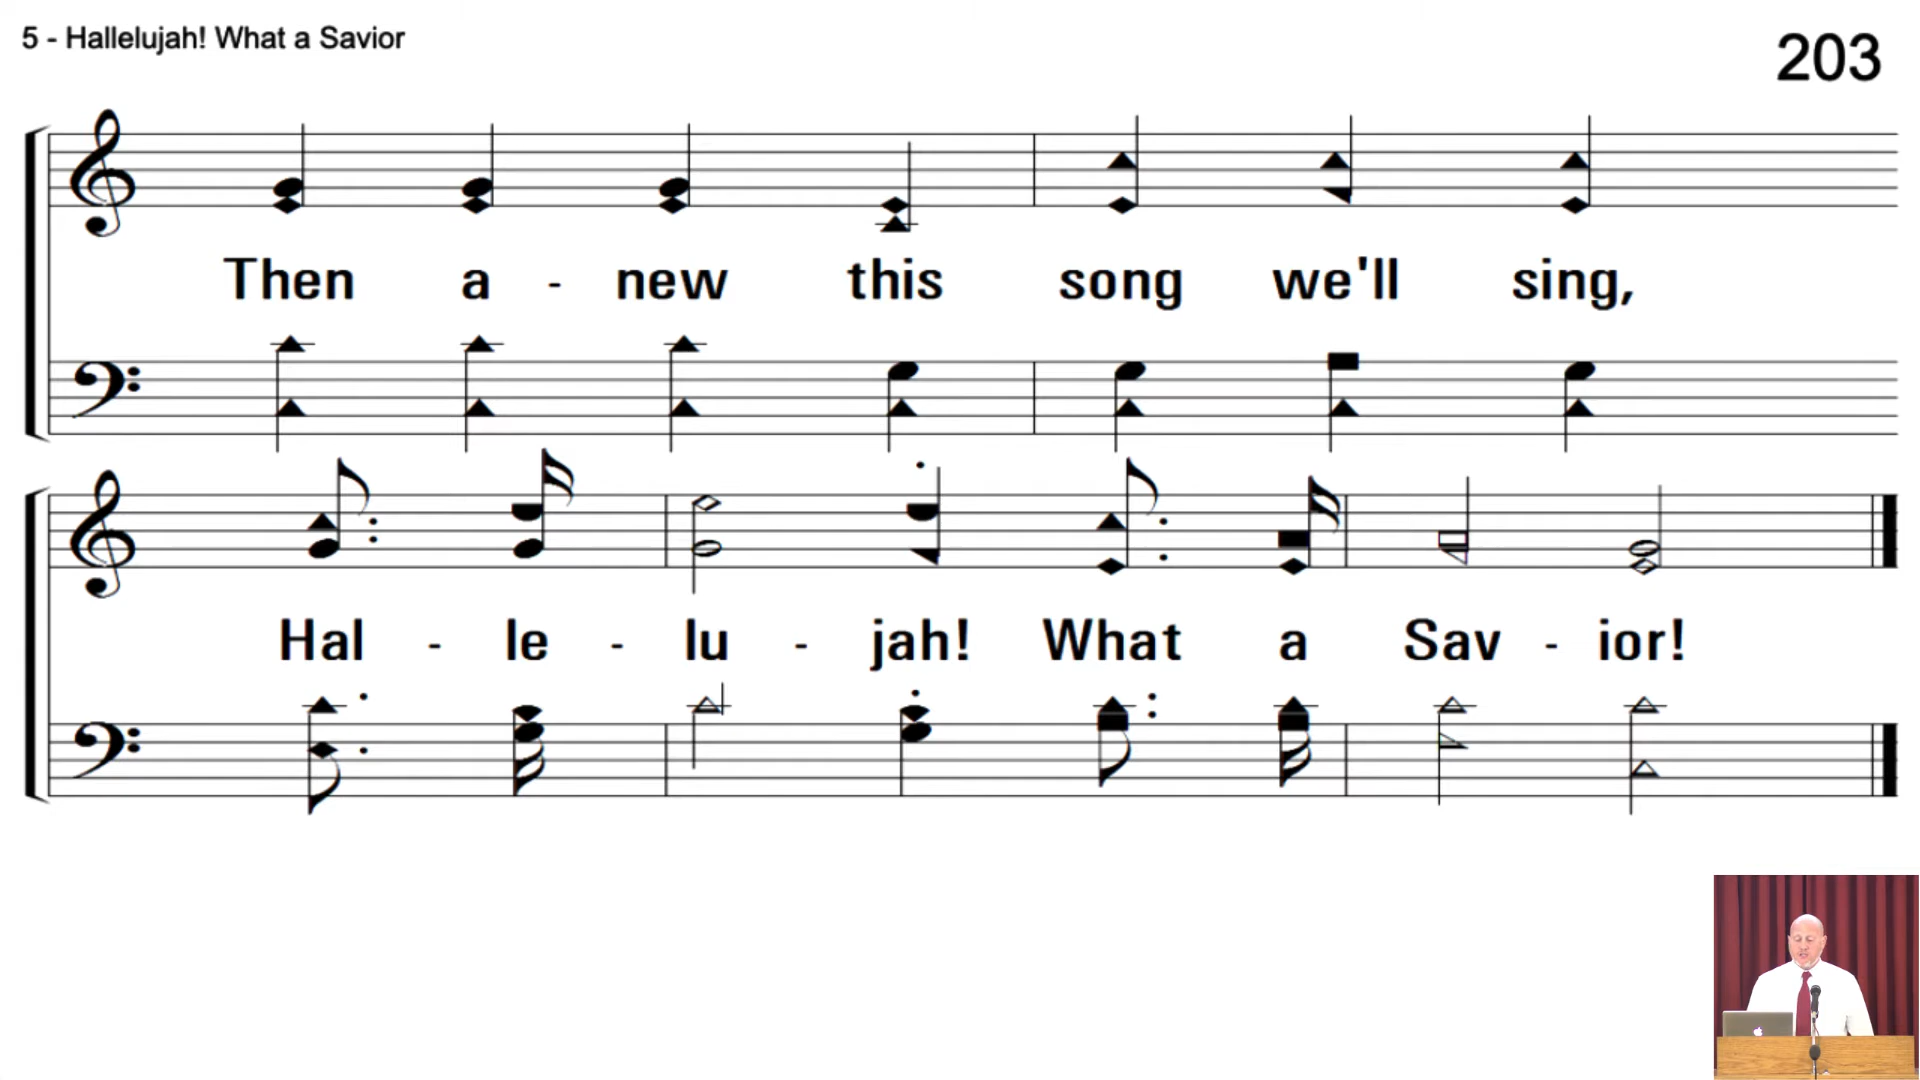 5 - Hallelujah! What a Savior
203
Then a - new this song we'll sing,
Hal - le - lu - jah! What a Sav - ior!